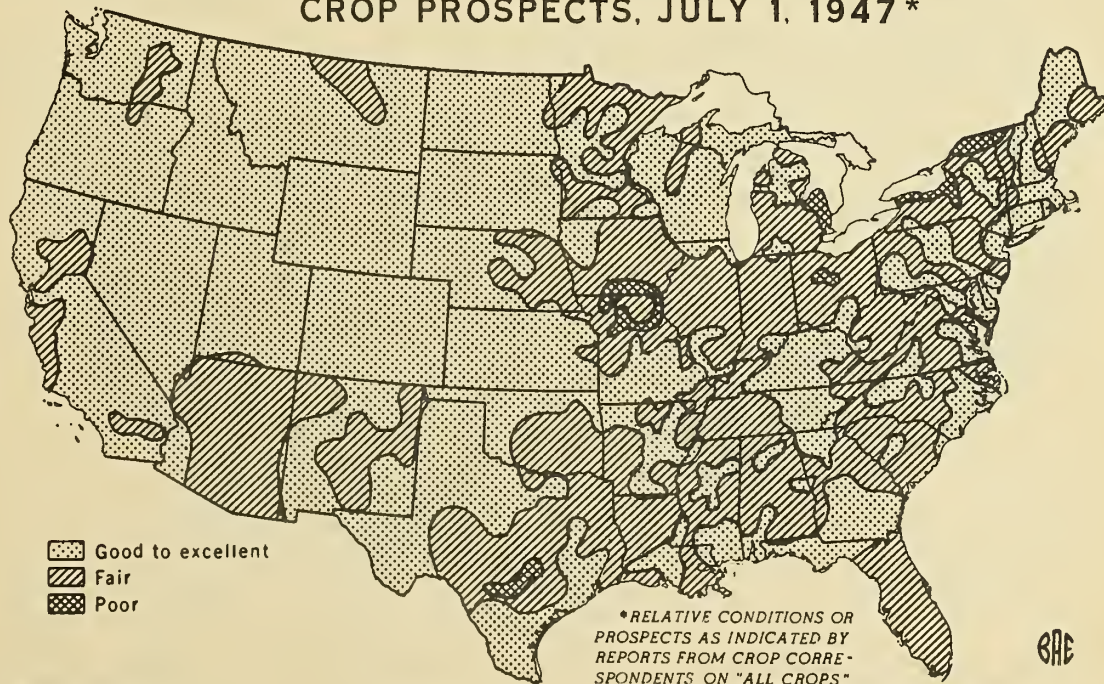 CROP PROSPECTS, JULY 1, 1947*
Good to excellent
Fair
Poor
*RELATIVE CONDITIONS OR
PROSPECTS AS INDICATED BY
REPORTS FROM CROP CORRE-
SPONDENTS ON "ALL CROPS"
BAE